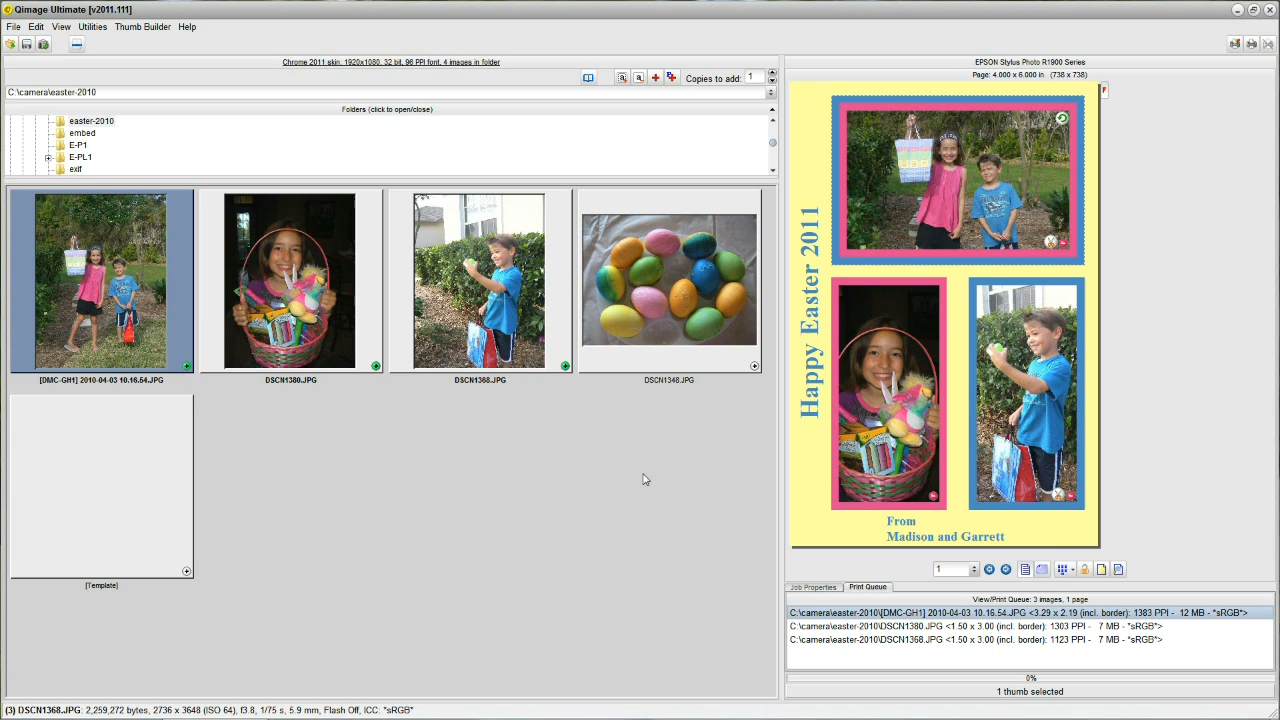 Qimage Ultimate [v2011.111]
File Edit View Utilities Thumb Builder Help
Chrome 2011 skin: 1920x1080, 32 bil, 96 PPI font, 4 images in folder
Copies to add: 1
C:\camera\easter-2010
Folders (click to open/close)
easter-2010
embed
E-P1
E-PL1
exif
[DMC-GH1] 2010-04-03 10.16.54.JPG
DSCN1380.JPG
DSCN1368.JPG
DSCN1348.JPG
[Template]
EPSON Stylus Photo R1900 Series
Page: 4.000 x 6.000 in. (738 x 738)
F
Happy Easter 2011
From
Madison and Garrett
1
Job Properties Print Queue
View/Print Queue: 3 images, 1 page
C:\camera\easter-2010\[DMC-GH1] 2010-04-03 10.16.54.JPG <3.29 x 2.19 (incl. border): 1383 PPI - 12 MB - *sRGB*>
C:\camera\easter-2010\DSCN1380.JPG <1.50 x 3.00 (incl. border): 1303 PPI - 7 MB - *sRGB*>
C:\camera\easter-2010\DSCN1368.JPG <1.50 x 3.00 (incl. border): 1123 PPI - 7 MB - *sRGB*>
0%
1 thumb selected
(3) DSCN1368.JPG: 2,259,272 bytes, 2736 x 3648 (ISO 64), f3.8, 1/75 s, 5.9 mm, Flash Off, ICC: *sRGB*